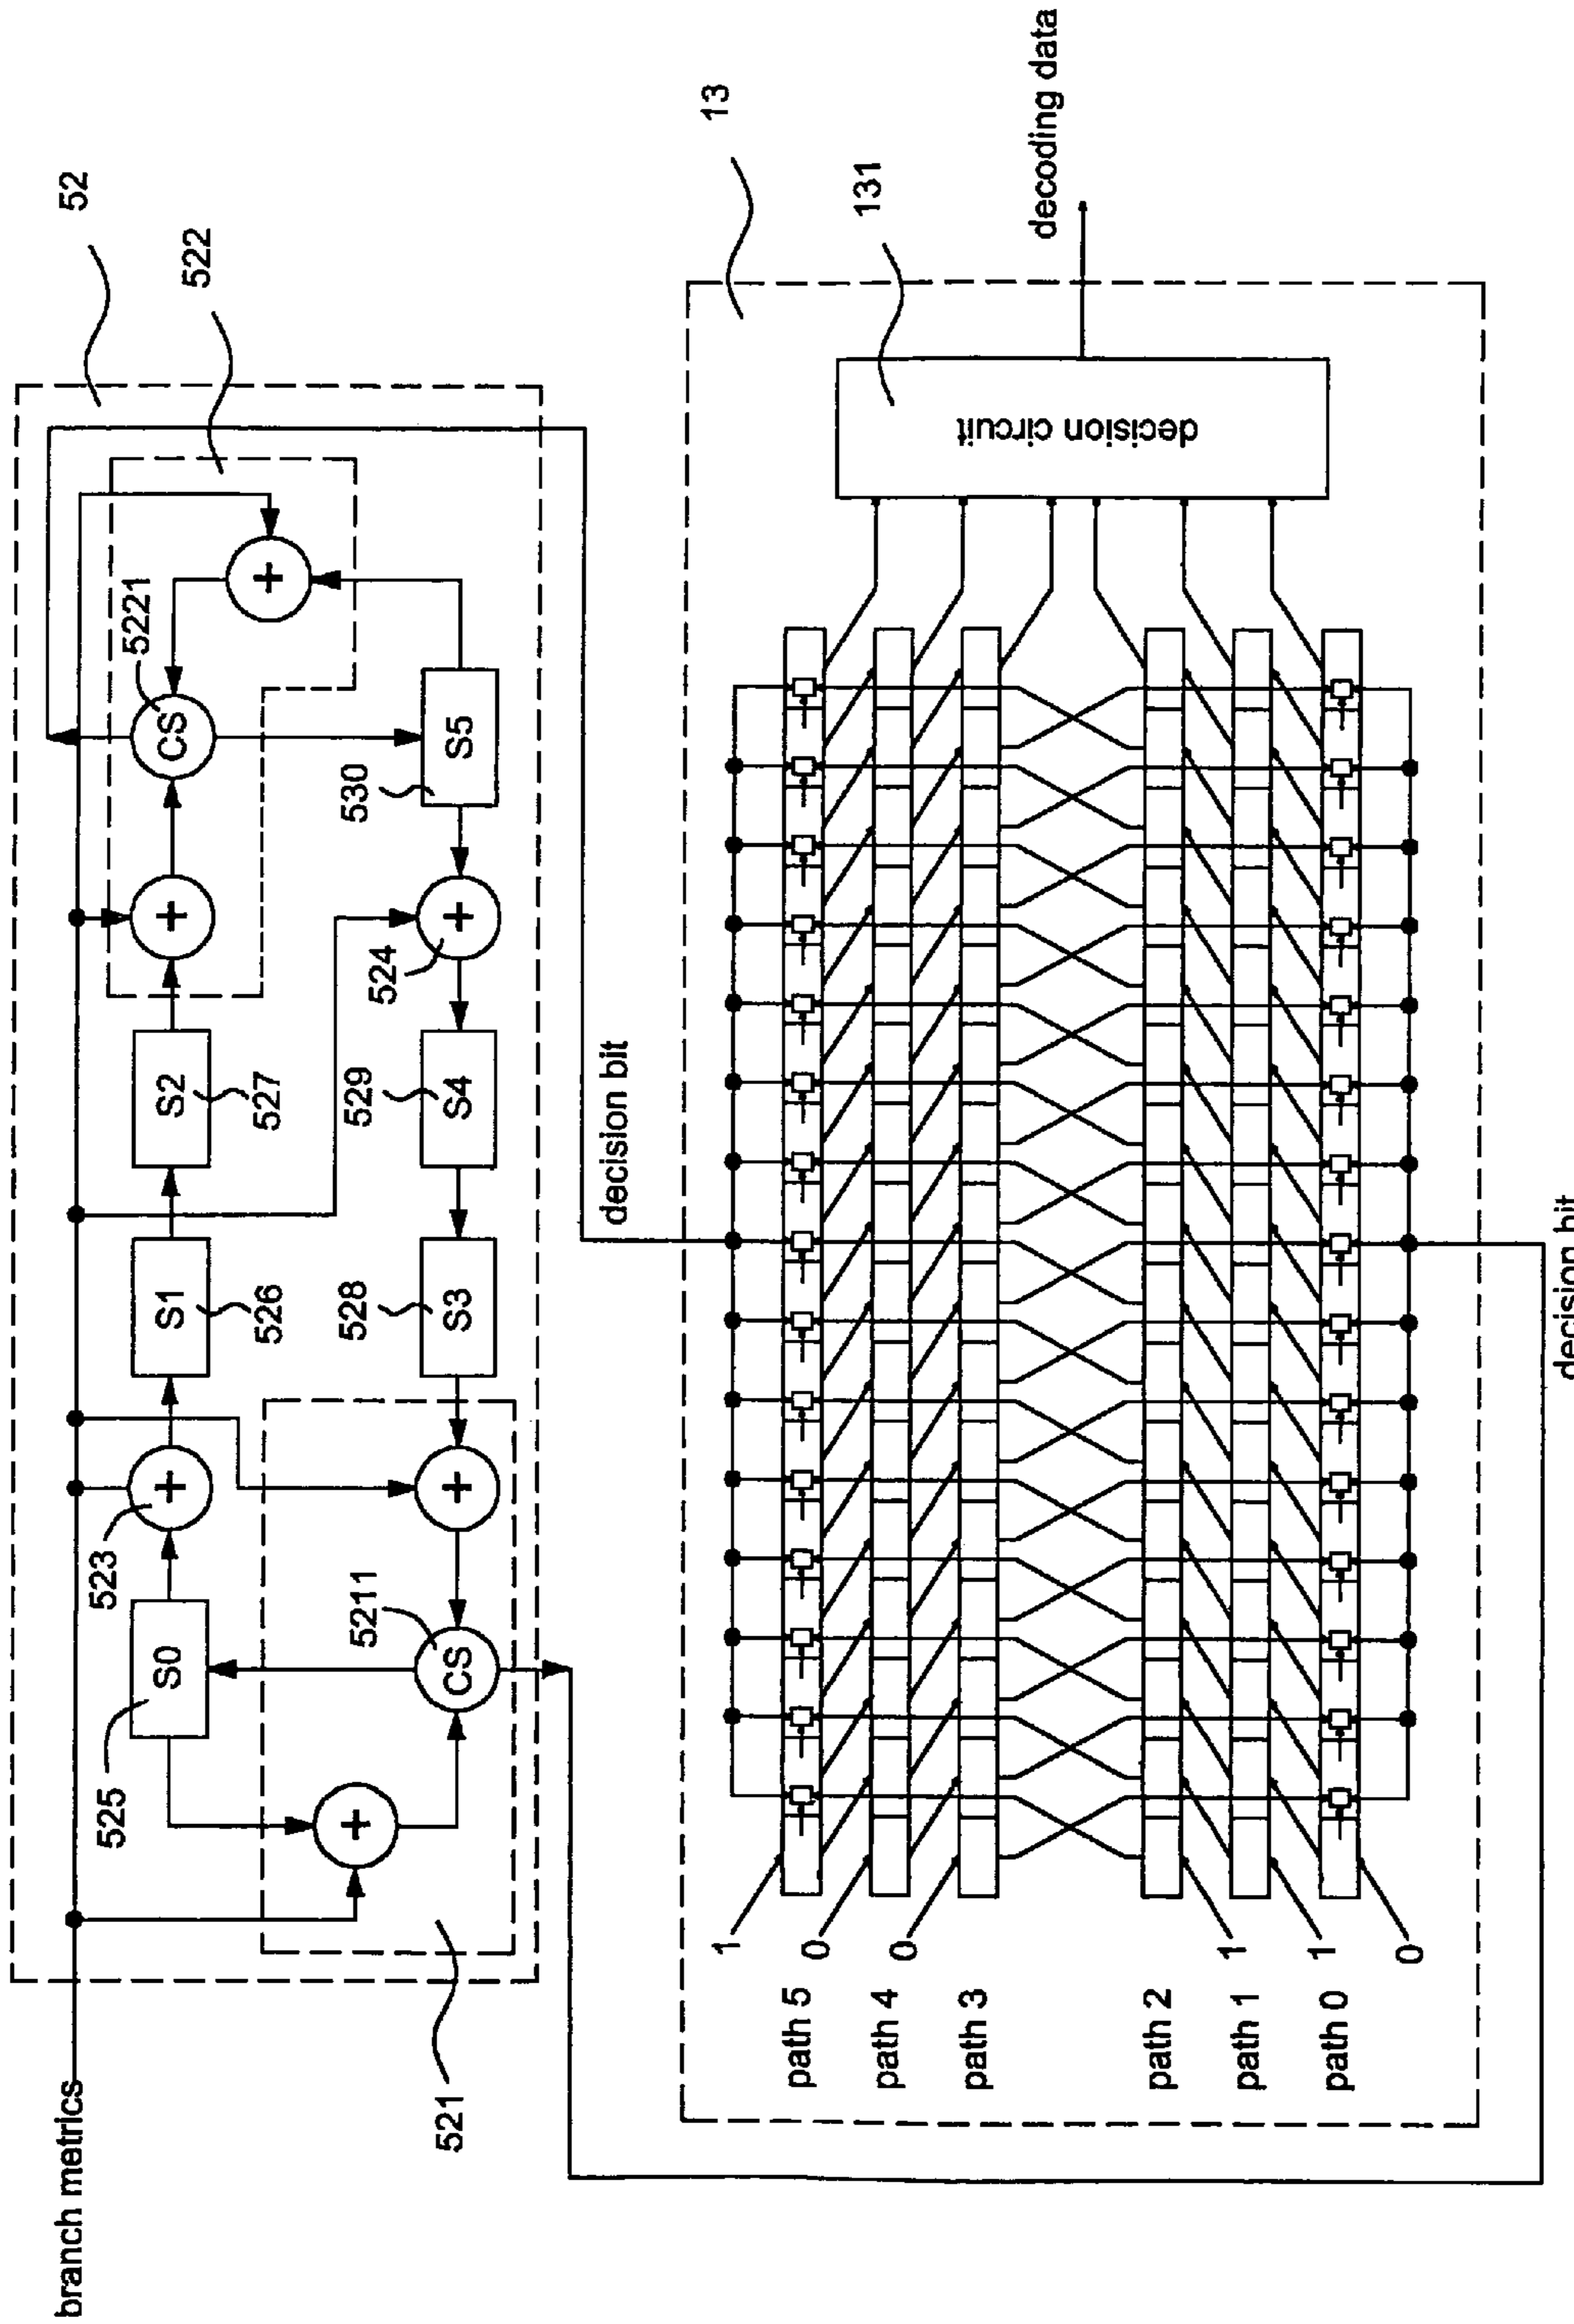 branch metrics
52
522
5221
CS
+
+
S2
527
S1
526
+
523
S0
525
S5
530
+
524
S4
529
S3
528
+
CS
5211
+
521
decision bit
13
131
decision circuit
decoding data
path 5
1
path 4
0
path 3
0
path 2
1
path 1
1
path 0
0
decision bit